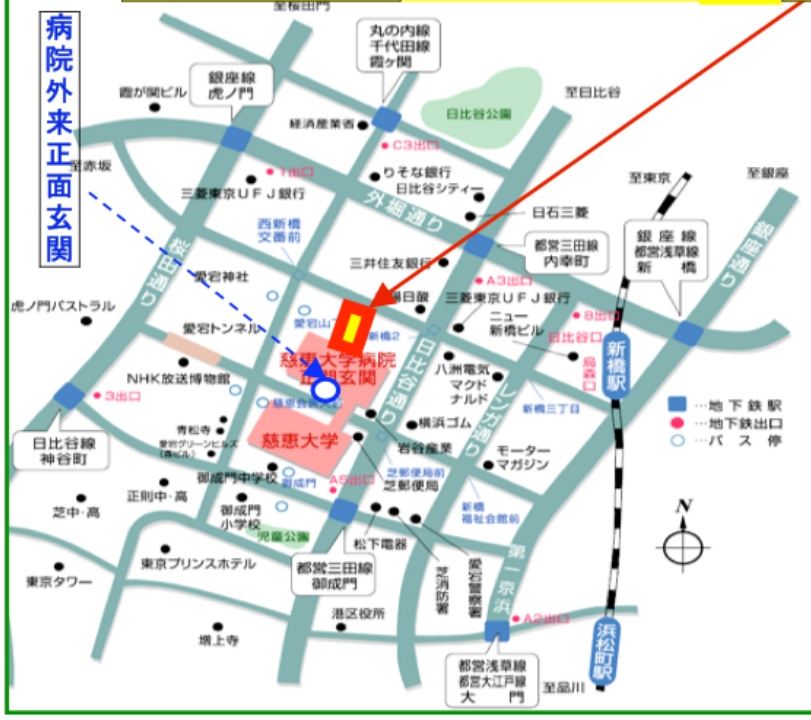 至桜田門
病院外来正面玄関
丸の内線
千代田線
霞ヶ関
銀座線
虎ノ門
霞が関ビル
経済産業省
日比谷公園
至日比谷
C3出口
至赤坂
1出口
りそな銀行
日比谷シティー
三菱東京UFJ銀行
外堀通り
日石三菱
至東京
至銀座
銀座通り
桜田通り
西新橋
交番前
都営三田線
内幸町
銀座線
都営浅草線
新橋
三井住友銀行
愛宕神社
A3出口
三菱東京UFJ銀行
虎ノ門パストラル
愛宕トンネル
新橋2
ニュー
新橋ビル
8出口
日比谷口
烏森口
新橋駅
慈恵大学病院
正面玄関
日比谷通り
八洲電気
マクド
ナルド
レンガ通り
新橋三丁目
NHK放送博物館
3出口
日比谷線
神谷町
青松寺
愛宕グリーンヒルズ
(森ビル)
慈恵大学
横浜ゴム
岩谷産業
モーター
マガジン
…地下鉄駅
…地下鉄出口
…バス停
御成門中学校
御成門
A5出口
芝郵便局前
芝郵便局
芝中・高
正則中・高
御成門
小学校
児童公園
新橋
福祉会館前
N
松下電器
東京タワー
東京プリンスホテル
都営三田線
御成門
芝消防署
愛宕警察署
第一京浜
増上寺
港区役所
A2出口
浜松町駅
都営浅草線
都営大江戸線
大門
至品川